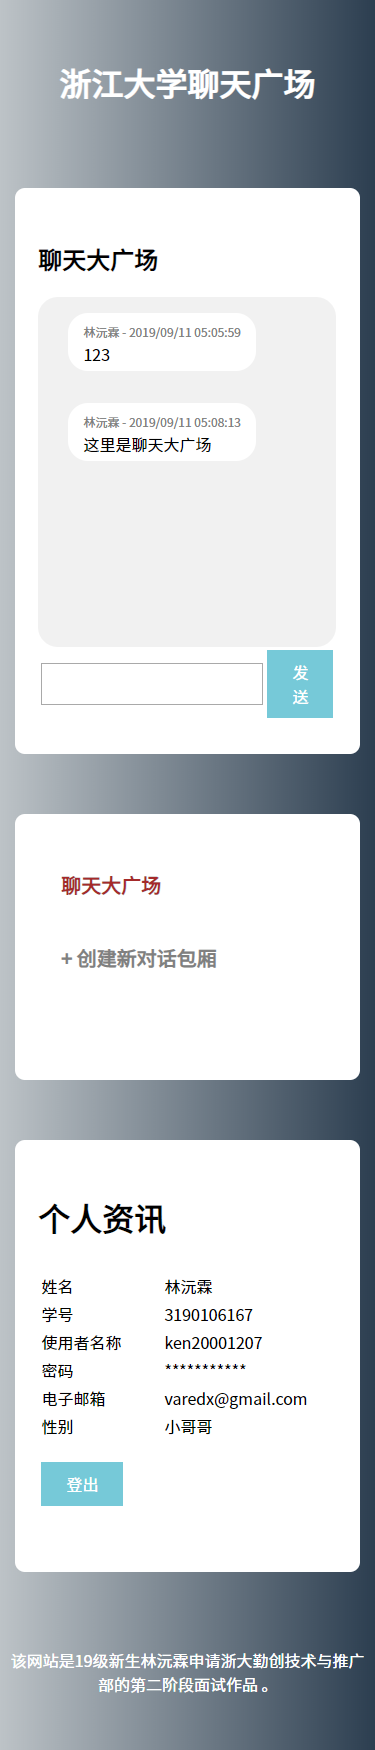 浙江大学聊天广场
聊天大广场
林沅霖 - 2019/09/11 05:05:59
123
林沅霖 - 2019/09/11 05:08:13
这里是聊天大广场
发
送
聊天大广场
+ 创建新对话包厢
个人资讯
姓名 林沅霖
学号 3190106167
使用者名称 ken20001207
密码 ***********
电子邮箱 varedx@gmail.com
性别 小哥哥
登出
该网站是19级新生林沅霖申请浙大勤创技术与推广
部的第二阶段面试作品 。